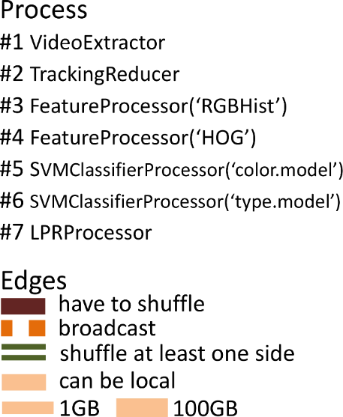 Process
#1 VideoExtractor
#2 TrackingReducer
#3 FeatureProcessor(‘RGBHist’)
#4 FeatureProcessor(‘HOG’)
#5 SVMClassifierProcessor(‘color.model’)
#6 SVMClassifierProcessor(‘type.model’)
#7 LPRProcessor
Edges
have to shuffle
broadcast
shuffle at least one side
can be local
1GB 100GB